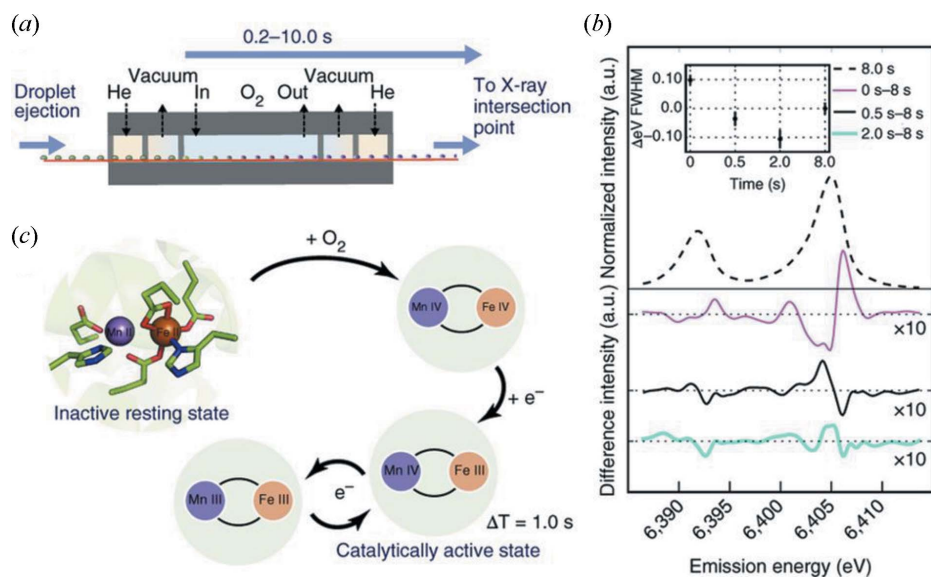 (a)
0.2–10.0 s
Droplet
ejection
Vacuum
He
In
O2
Out
Vacuum
He
To X-ray
intersection
point
(b)
Normalized intensity (a.u.)
Difference intensity (a.u.)
ΔeV FWHM
0.10
0.0
−0.10
0
0.5
2.0
8.0
Time (s)
8.0 s
0 s–8 s
0.5 s–8 s
2.0 s–8 s
×10
×10
×10
6,390
6,395
6,400
6,405
6,410
Emission energy (eV)
(c)
Mn II
Fe II
Inactive resting state
+ O2
Mn IV
Fe IV
+ e−
Mn IV
Fe III
ΔT = 1.0 s
Catalytically active state
e−
Mn III
Fe III